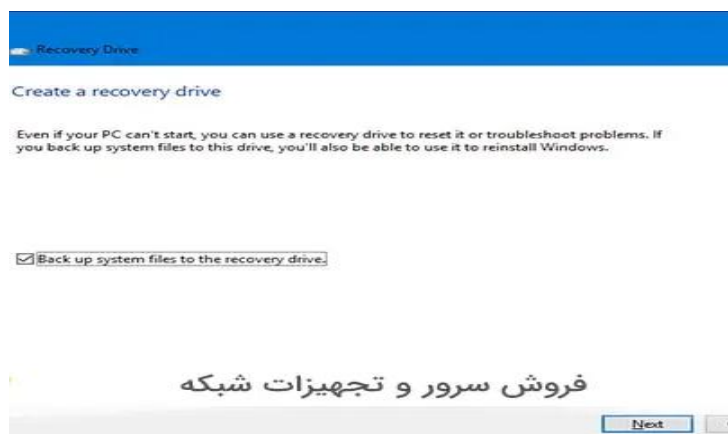 Recovery Drive
Create a recovery drive
Even if your PC can't start, you can use a recovery drive to reset it or troubleshoot problems. If
you back up system files to this drive, you'll also be able to use it to reinstall Windows.
Back up system files to the recovery drive.
فروش سرور و تجهیزات شبکه
Next